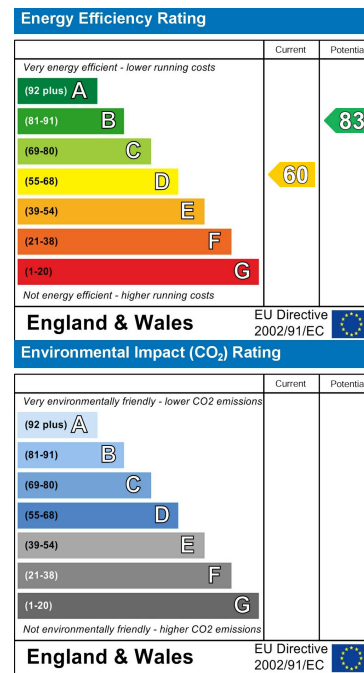 Energy Efficiency Rating
Current Potential
Very energy efficient - lower running costs
(92 plus) A
(81-91) B
83
(69-80) C
(55-68) D
60
(39-54) E
(21-38) F
(1-20) G
Not energy efficient - higher running costs
England & Wales
EU Directive
2002/91/EC
Environmental Impact (CO₂) Rating
Current Potential
Very environmentally friendly - lower CO2 emissions
(92 plus) A
(81-91) B
(69-80) C
(55-68) D
(39-54) E
(21-38) F
(1-20) G
Not environmentally friendly - higher CO2 emissions
England & Wales
EU Directive
2002/91/EC